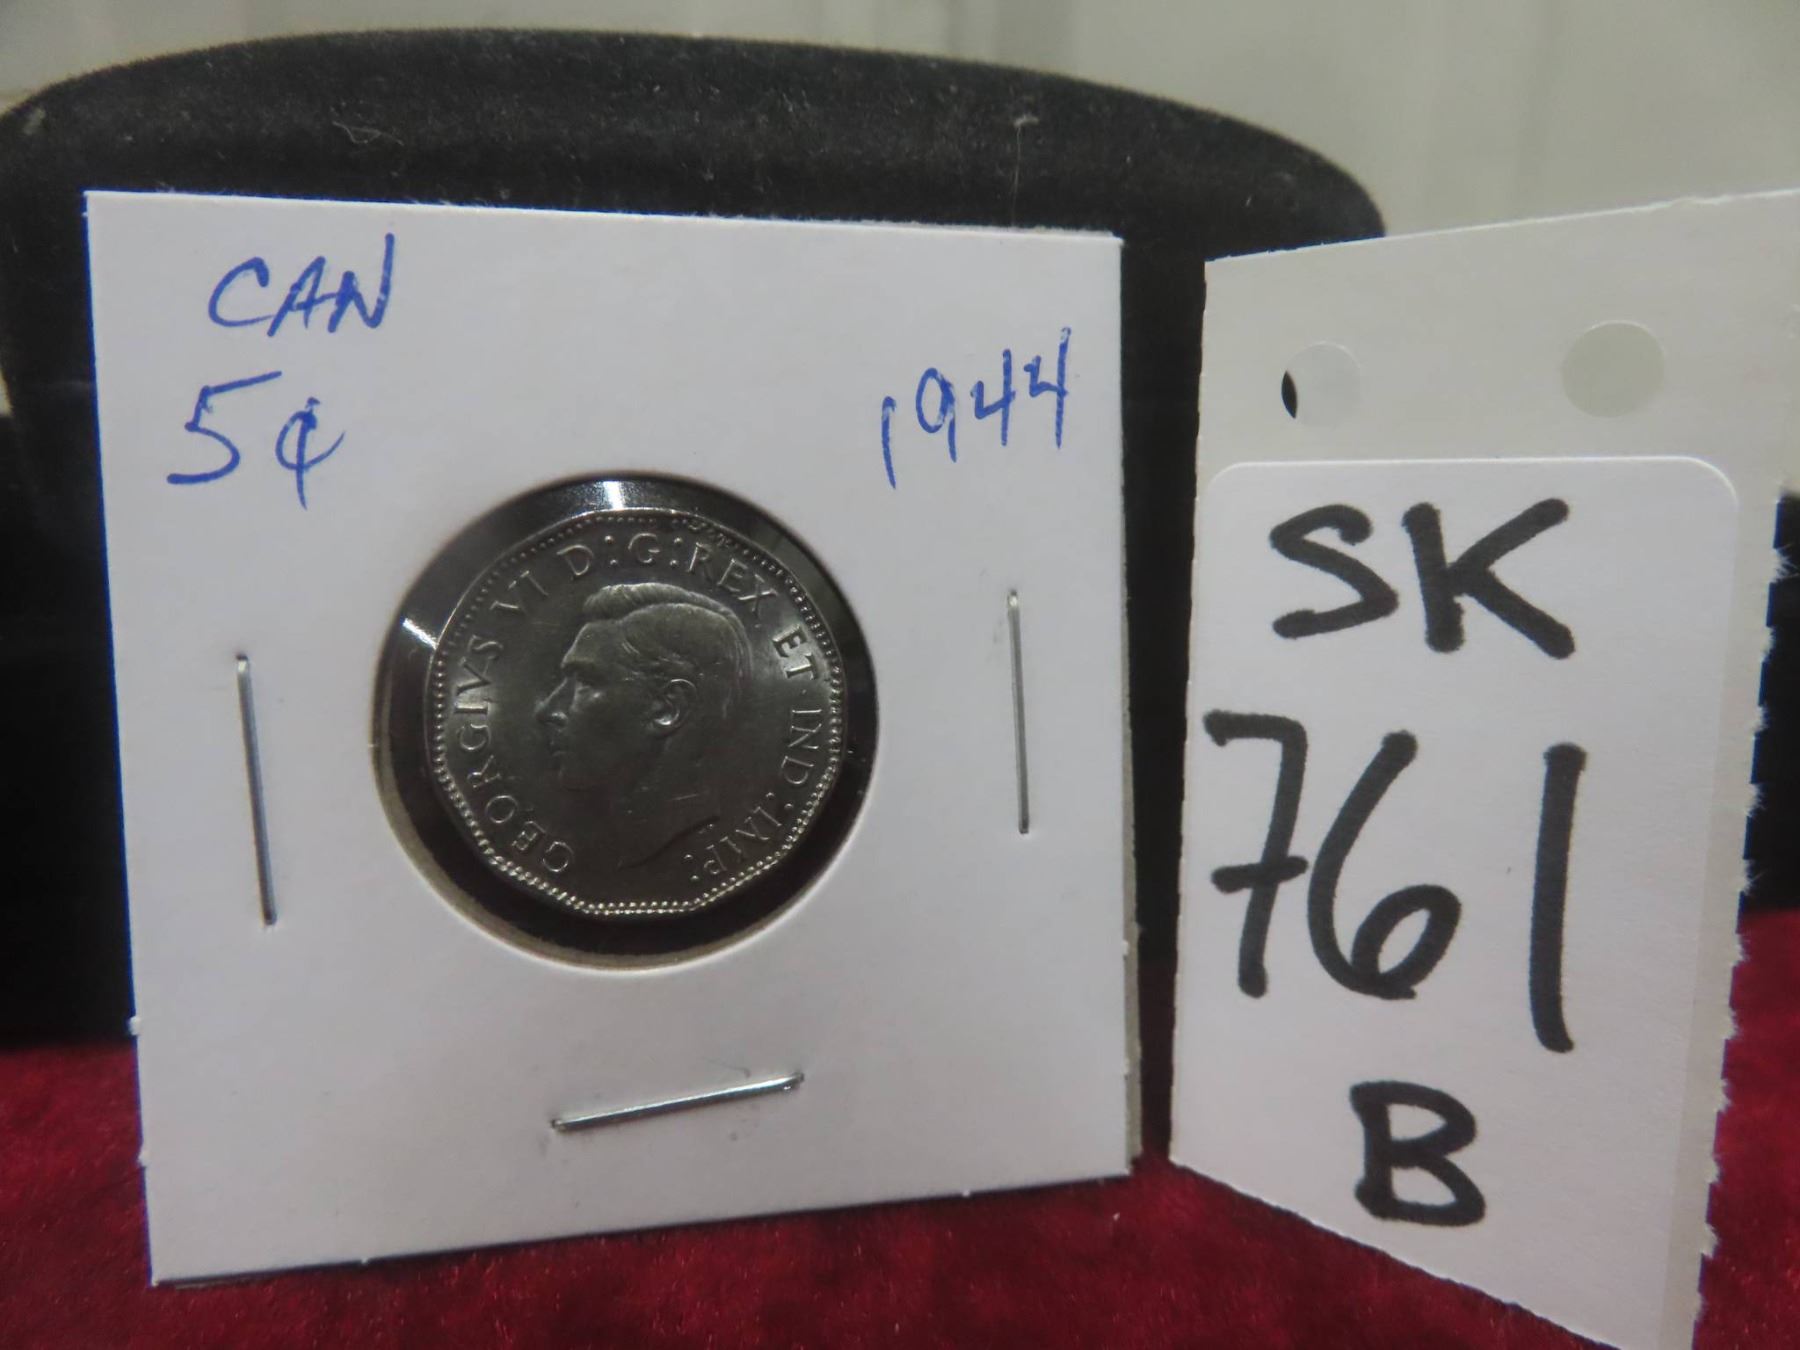 CAN
5¢
1944
GEORGIVS VI D:G:REX ET IND:IMP:
SK
761
B